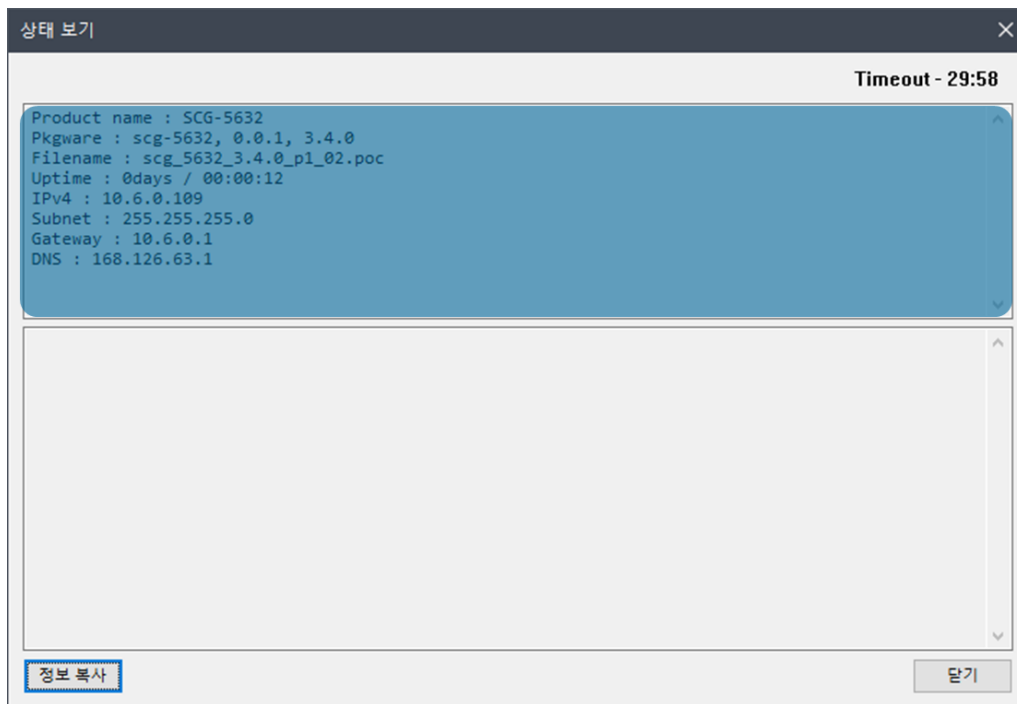 상태 보기
Timeout - 29:58
Product name : SCG-5632
Pkgware : scg-5632, 0.0.1, 3.4.0
Filename : scg_5632_3.4.0_p1_02.poc
Uptime : 0days / 00:00:12
IPv4 : 10.6.0.109
Subnet : 255.255.255.0
Gateway : 10.6.0.1
DNS : 168.126.63.1
정보 복사
닫기